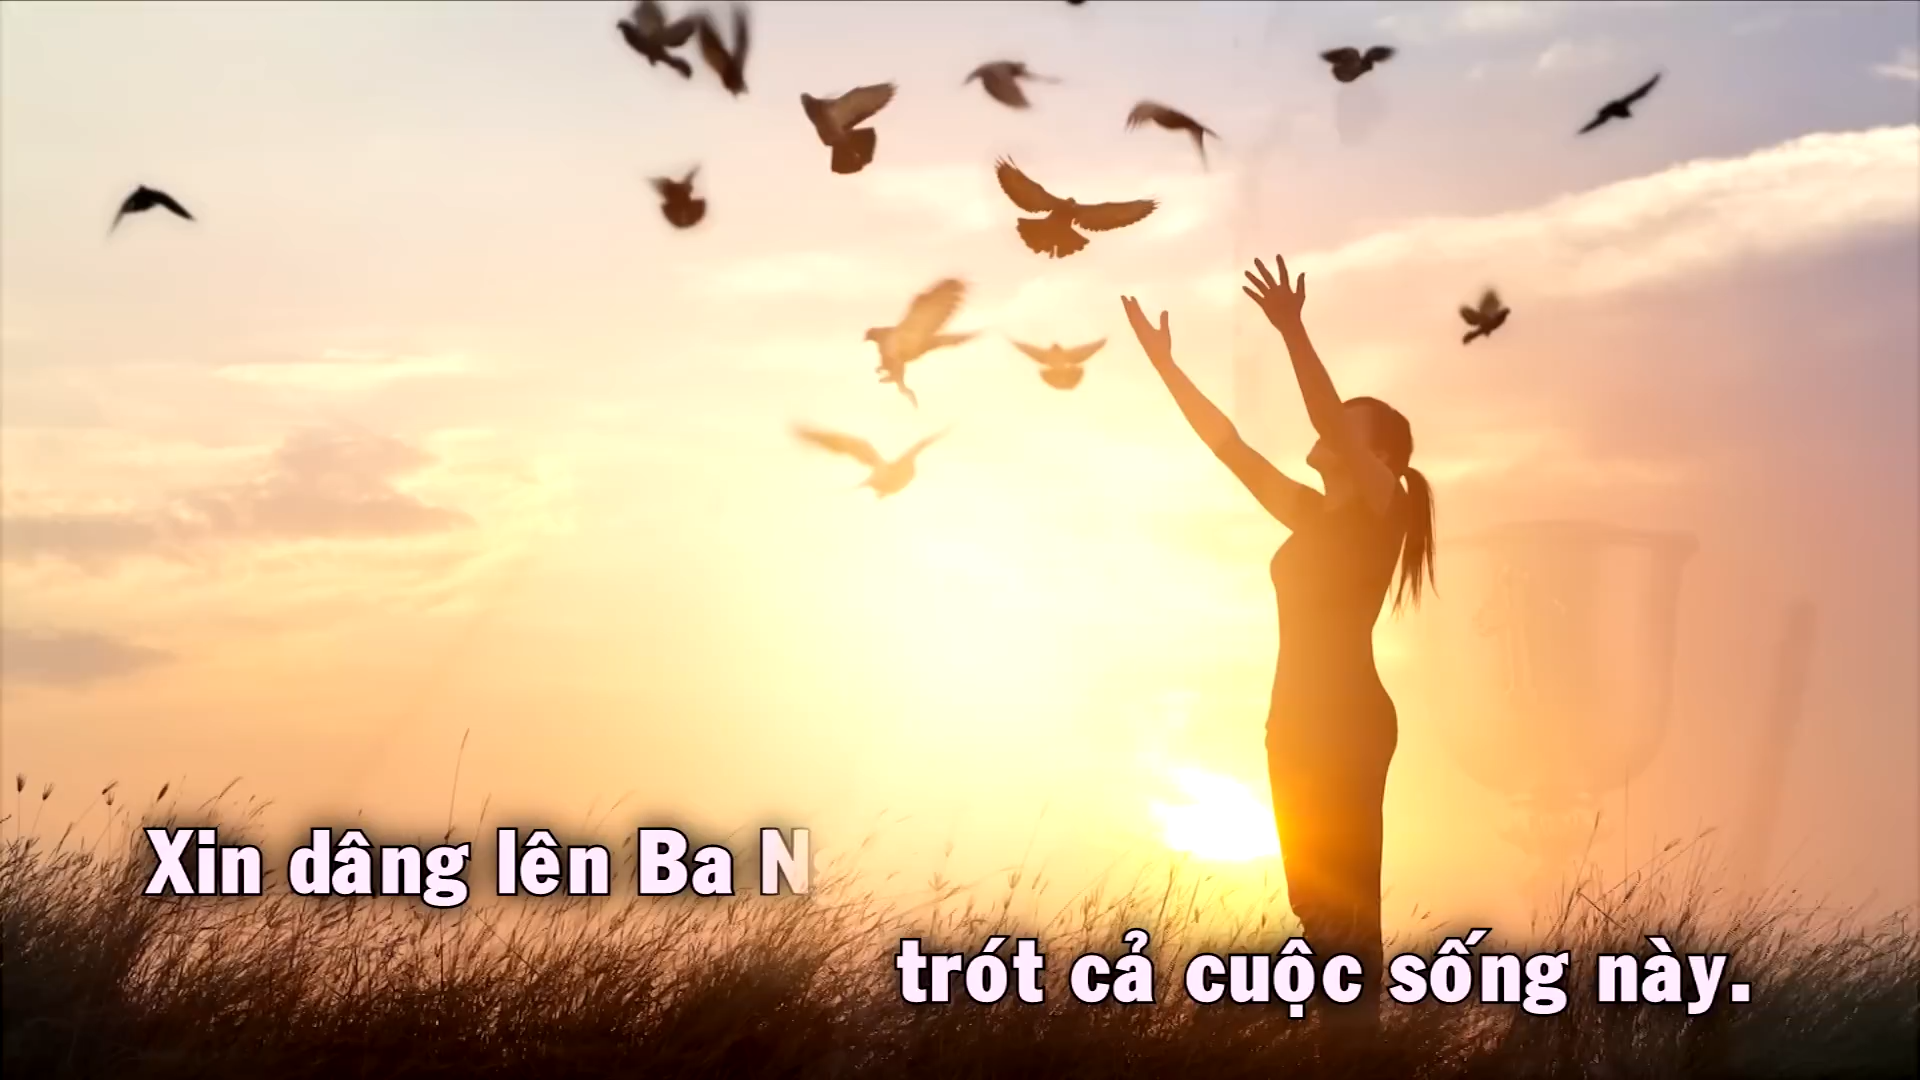 Xin dâng lên Ba N
trót cả cuộc sống này.